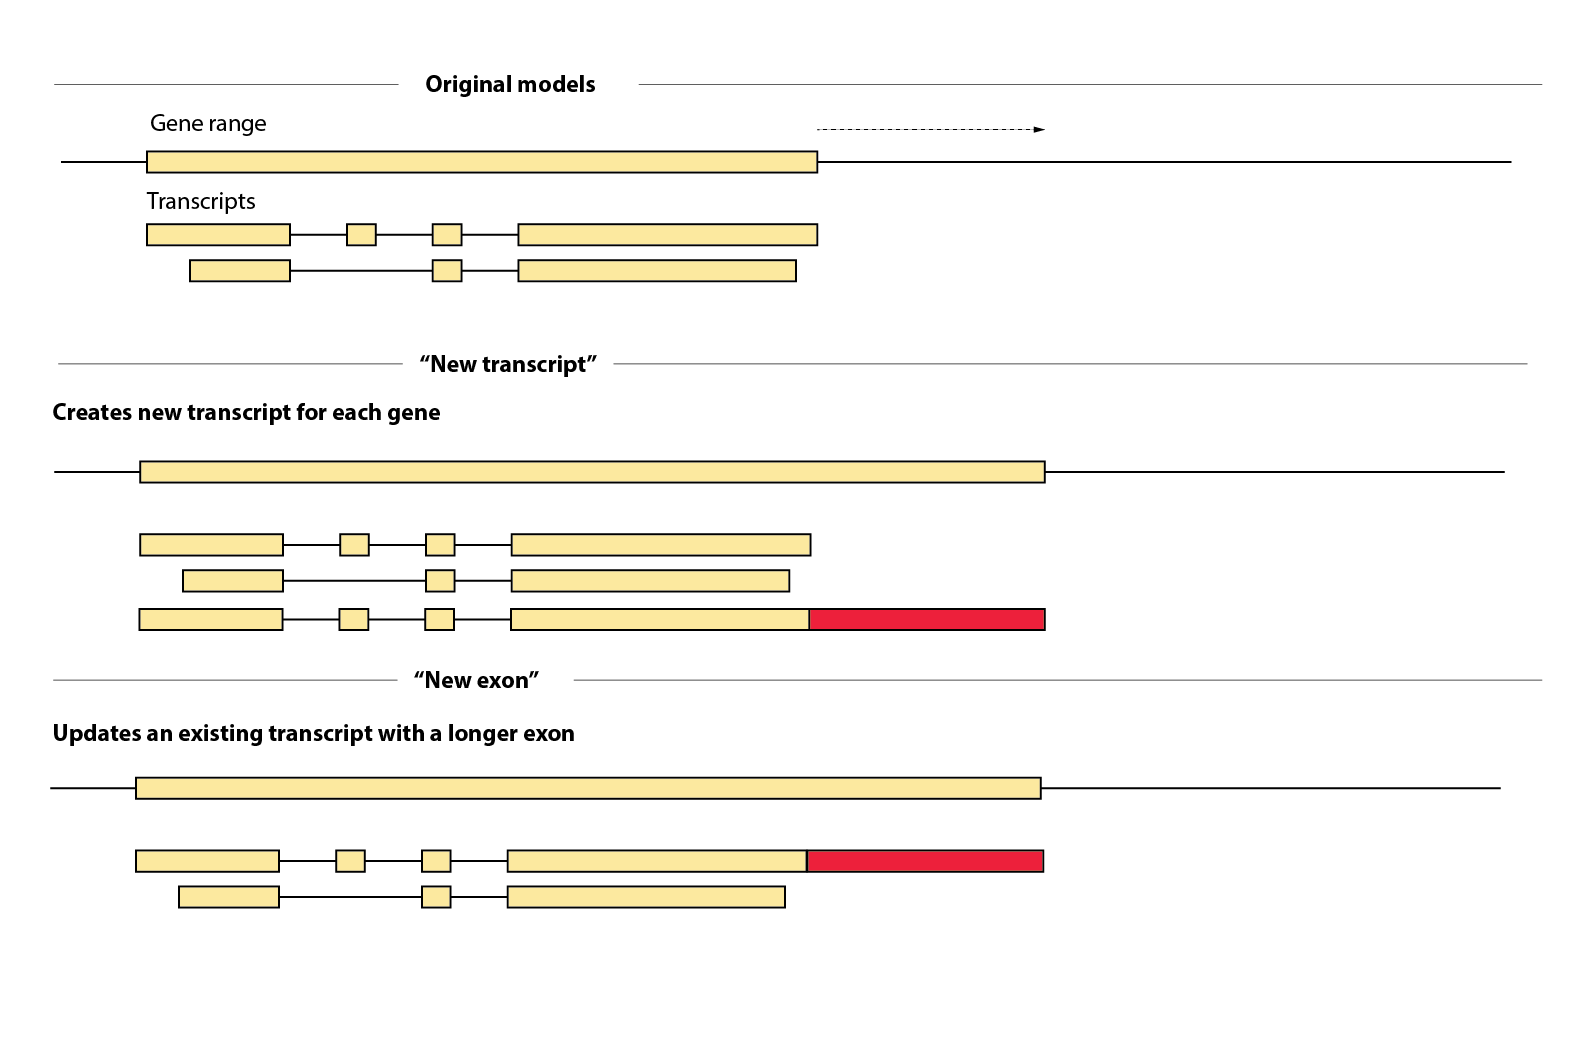 Original models
Gene range
Transcripts
“New transcript”
Creates new transcript for each gene
“New exon”
Updates an existing transcript with a longer exon